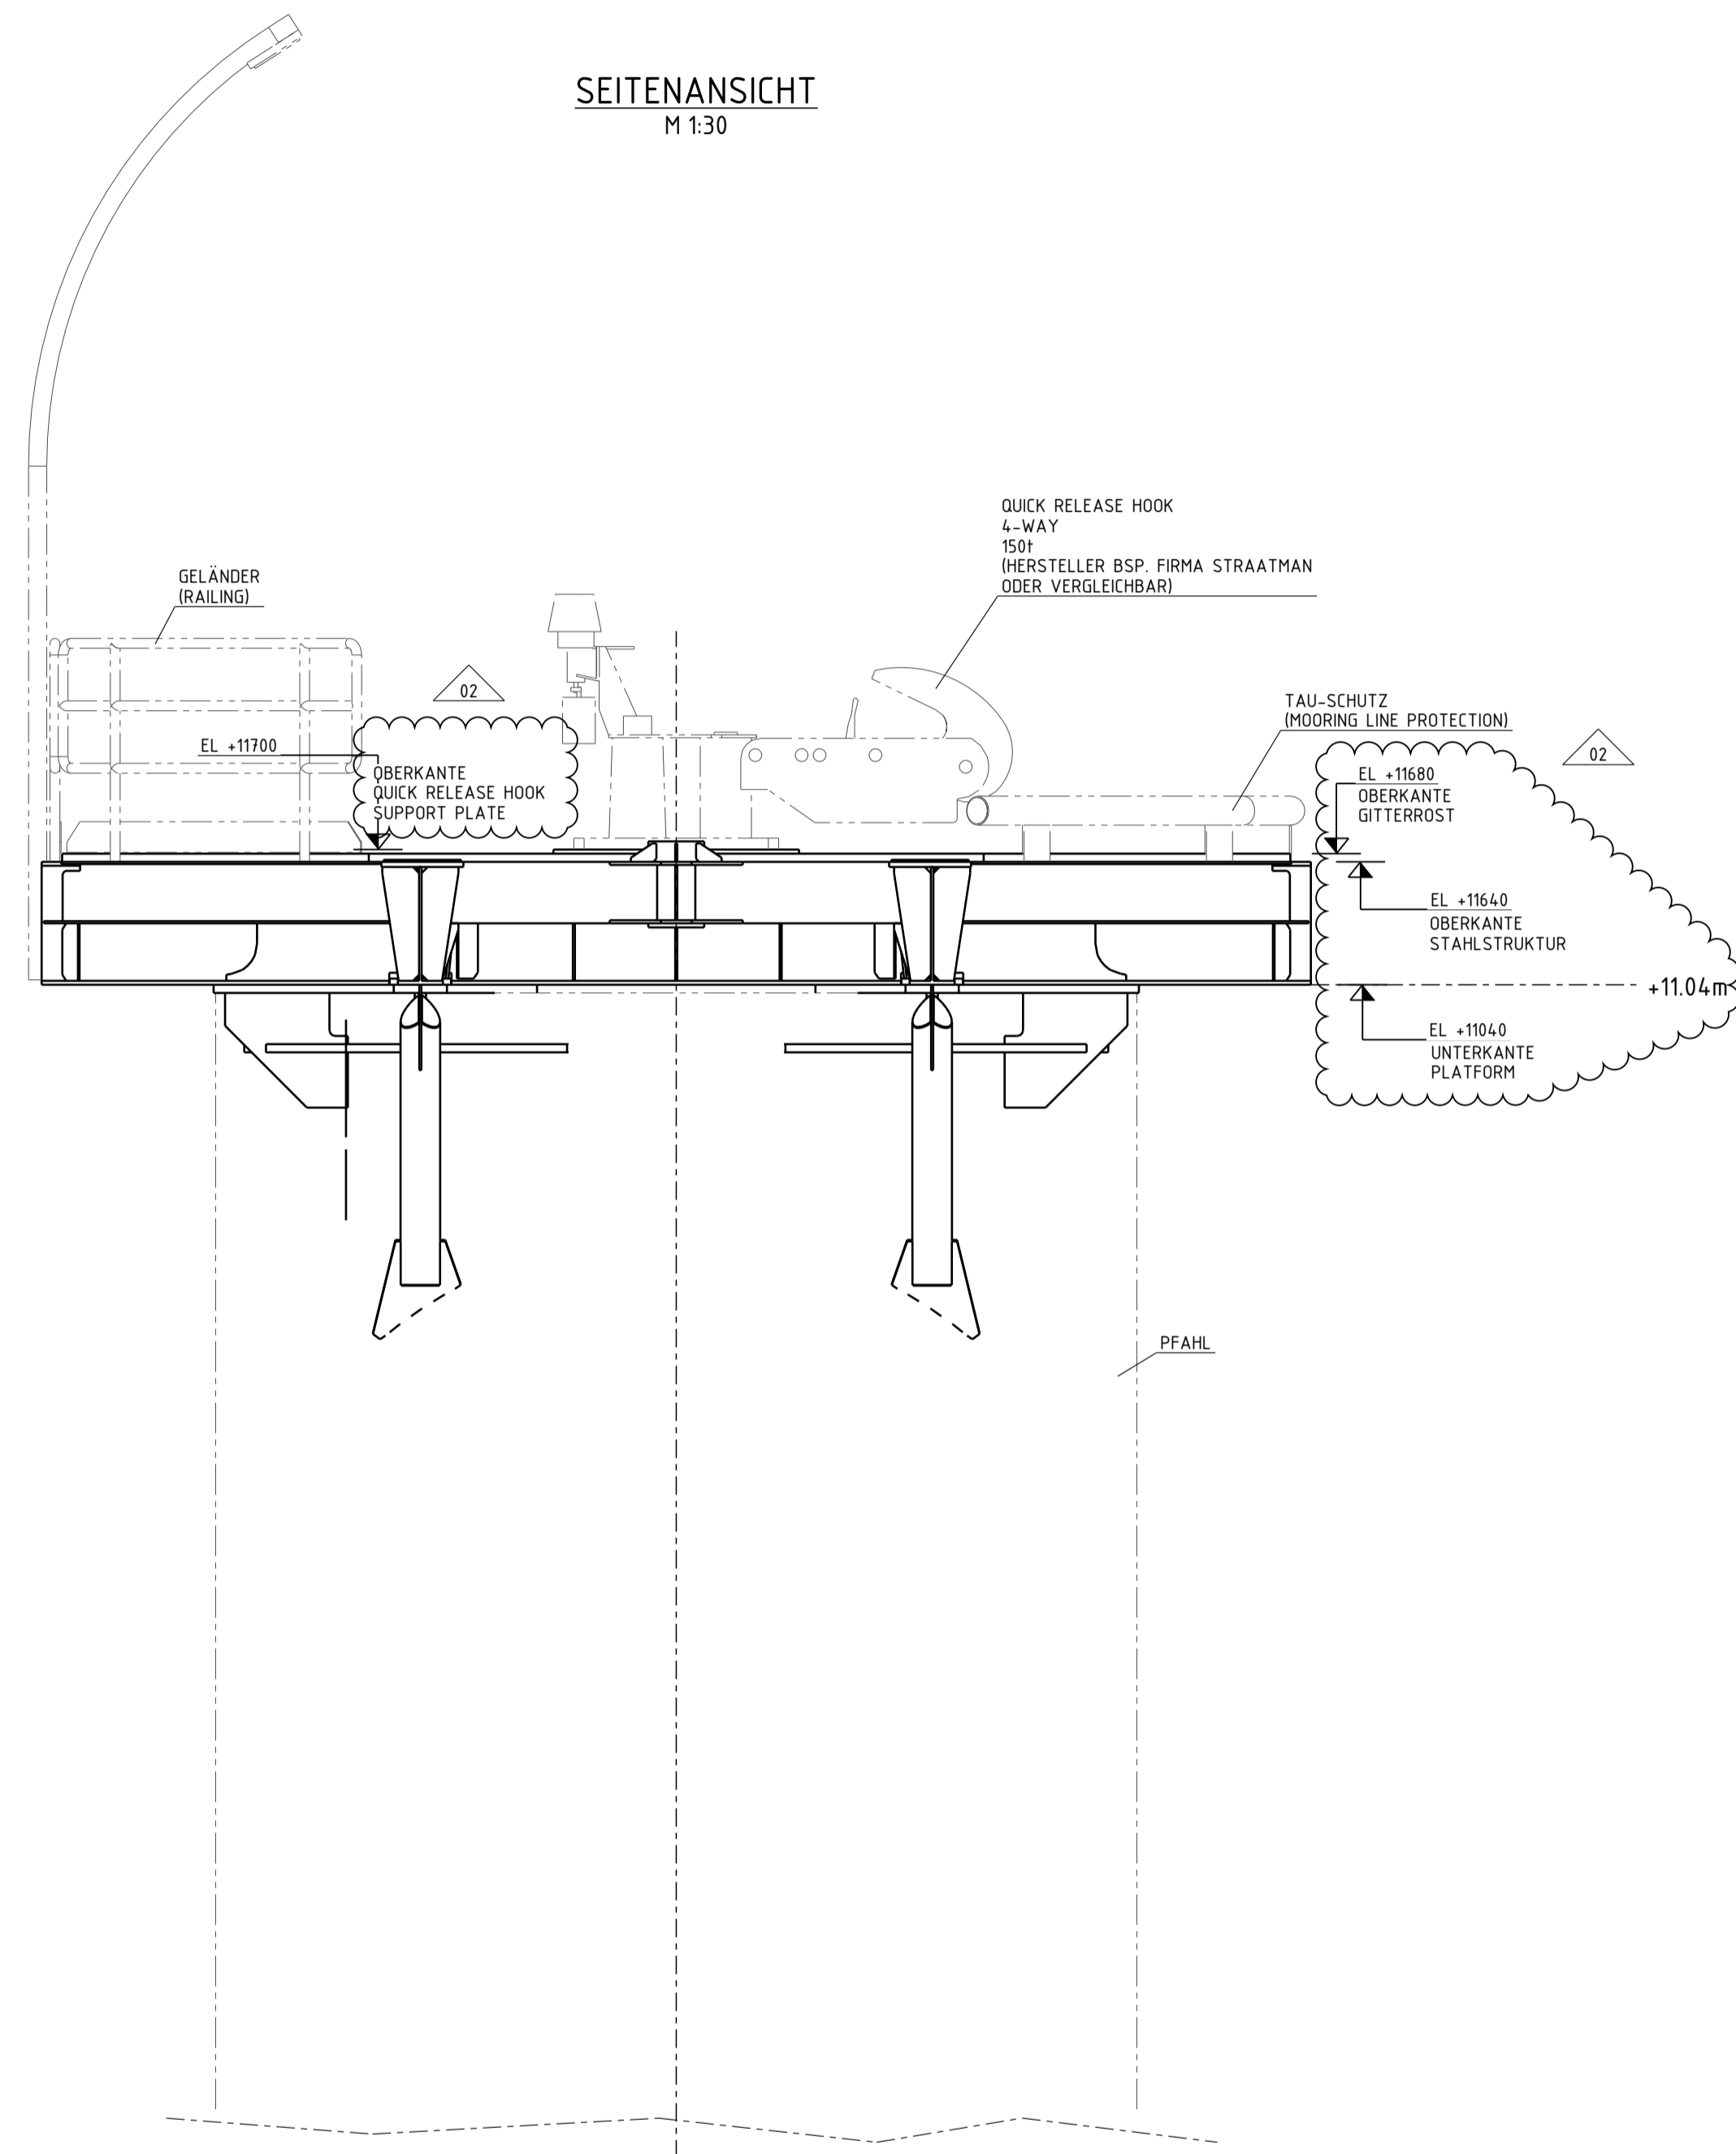 SEITENANSICHT
M 1:30
QUICK RELEASE HOOK
4-WAY
150t
(HERSTELLER BSP. FIRMA STRAATMAN
ODER VERGLEICHBAR)
GELÄNDER
(RAILING)
02
EL +11700
OBERKANTE
QUICK RELEASE HOOK
SUPPORT PLATE
TAU-SCHUTZ
(MOORING LINE PROTECTION)
02
EL +11680
OBERKANTE
GITTERROST
EL +11640
OBERKANTE
STAHLSTRUKTUR
+11.04m
EL +11040
UNTERKANTE
PLATFORM
PFAHL